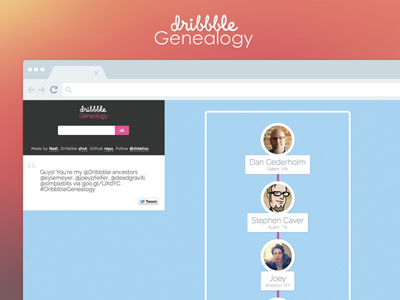 dribbble
Genealogy
dribbble
Genealogy
ok
Made by Nadi. Dribbble shot. Github repo. Follow @didelica.
Guys! You're my @Dribbble ancestors
@kylemeyer, @joeypfeifer, @deadgraviti,
@simplebits via goo.gl/LJXdYC
#DribbbleGenealogy
Tweet
Dan Cederholm
Salem, MA
Stephen Caver
Austin, TX
Joey
Brooklyn, NY